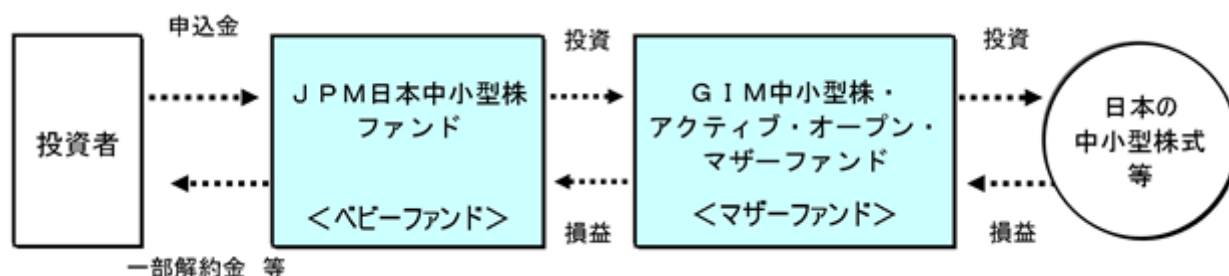 申込金
投資
投資
投資者
ＪＰＭ日本中小型株
ファンド
＜ベビーファンド＞
ＧＩＭ中小型株・
アクティブ・オープン・
マザーファンド
＜マザーファンド＞
日本の
中小型株式
等
損益
損益
一部解約金 等